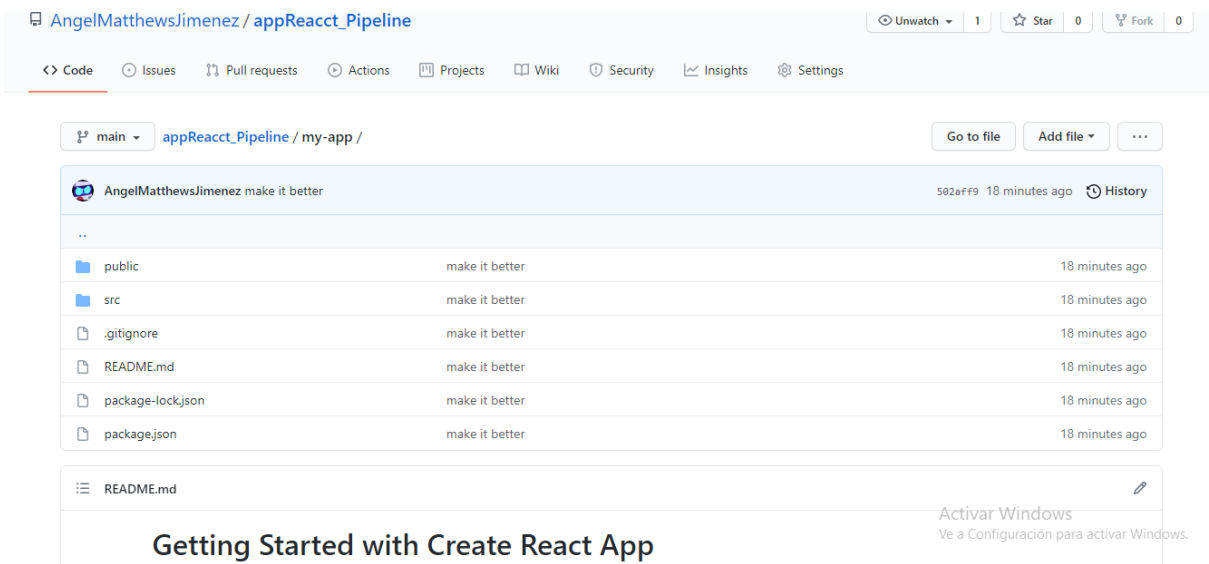 AngelMatthewsJimenez / appReacct_Pipeline Unwatch 1 Star 0 Fork 0
Code Issues Pull requests Actions Projects Wiki Security Insights Settings
main appReacct_Pipeline / my-app / Go to file Add file ...
AngelMatthewsJimenez make it better 502aff9 18 minutes ago History
..
public make it better 18 minutes ago
src make it better 18 minutes ago
.gitignore make it better 18 minutes ago
README.md make it better 18 minutes ago
package-lock.json make it better 18 minutes ago
package.json make it better 18 minutes ago
README.md
Getting Started with Create React App
Activar Windows
Ve a Configuración para activar Windows.